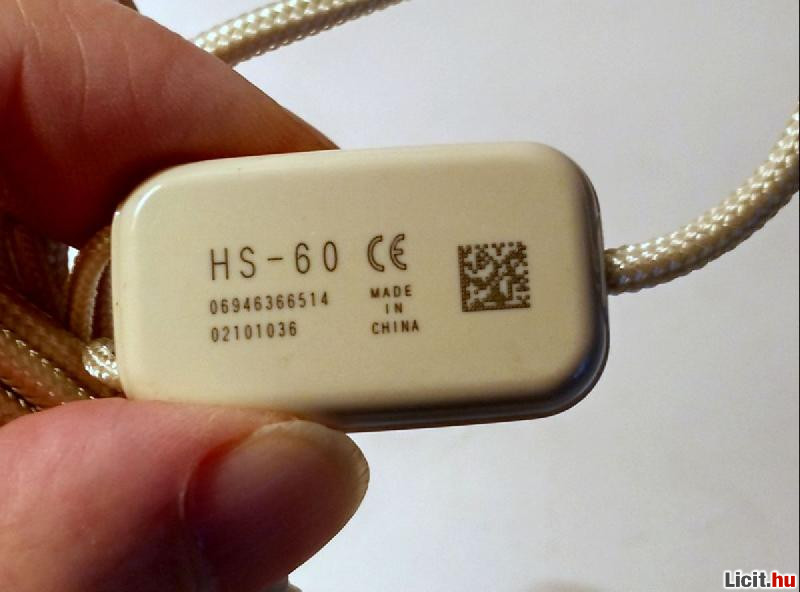 HS-60 CE
06946366514
02101036
MADE
IN
CHINA
Licit.hu